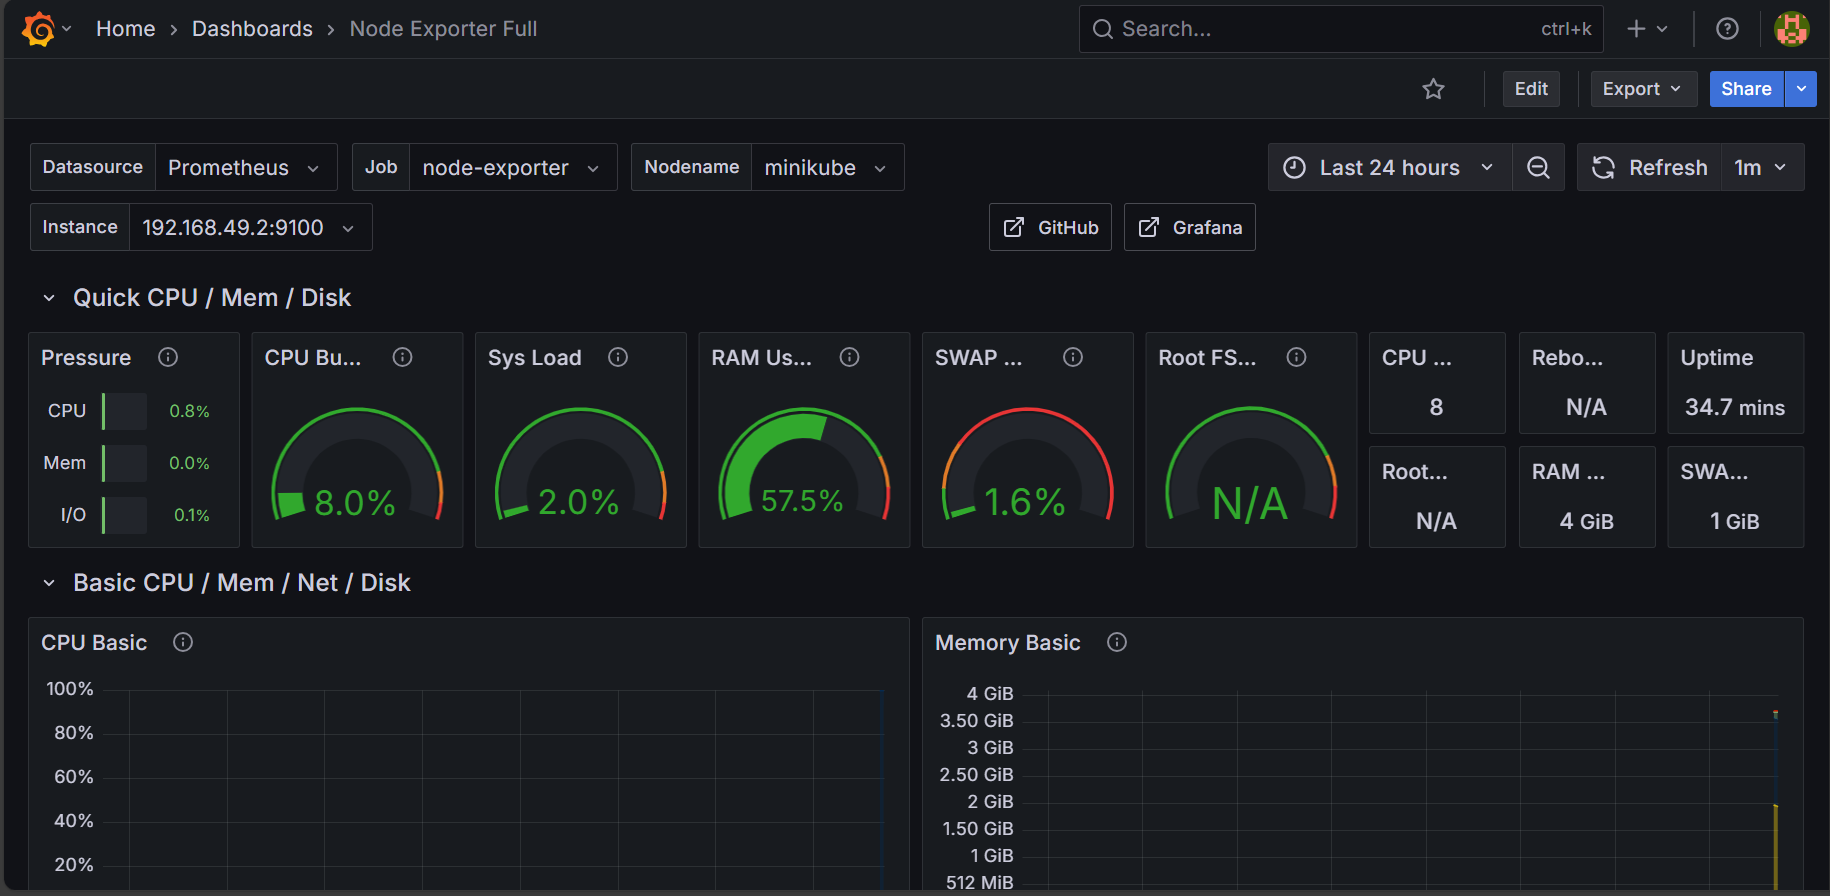 Home › Dashboards › Node Exporter Full
Search... ctrl+k
Edit Export Share
Datasource Prometheus Job node-exporter Nodename minikube Last 24 hours Refresh 1m
Instance 192.168.49.2:9100 GitHub Grafana
Quick CPU / Mem / Disk
Pressure
CPU 0.8%
Mem 0.0%
I/O 0.1%
CPU Bu...
8.0%
Sys Load
2.0%
RAM Us...
57.5%
SWAP ...
1.6%
Root FS...
N/A
CPU ...
8
Rebo...
N/A
Uptime
34.7 mins
Root...
N/A
RAM ...
4 GiB
SWA...
1 GiB
Basic CPU / Mem / Net / Disk
CPU Basic
100%
80%
60%
40%
20%
Memory Basic
4 GiB
3.50 GiB
3 GiB
2.50 GiB
2 GiB
1.50 GiB
1 GiB
512 MiB